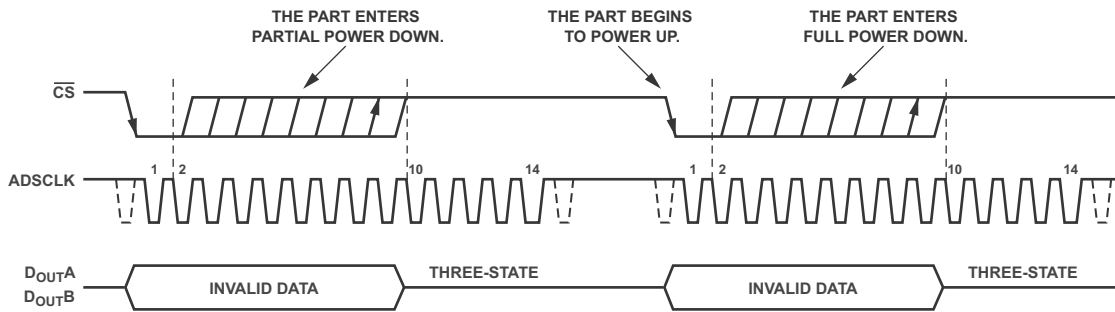 THE PART ENTERS
PARTIAL POWER DOWN.
THE PART BEGINS
TO POWER UP.
THE PART ENTERS
FULL POWER DOWN.
CS
1 2 10 14 1 2 10 14
ADSCLK
DOUTA
DOUTB
INVALID DATA
THREE-STATE
INVALID DATA
THREE-STATE